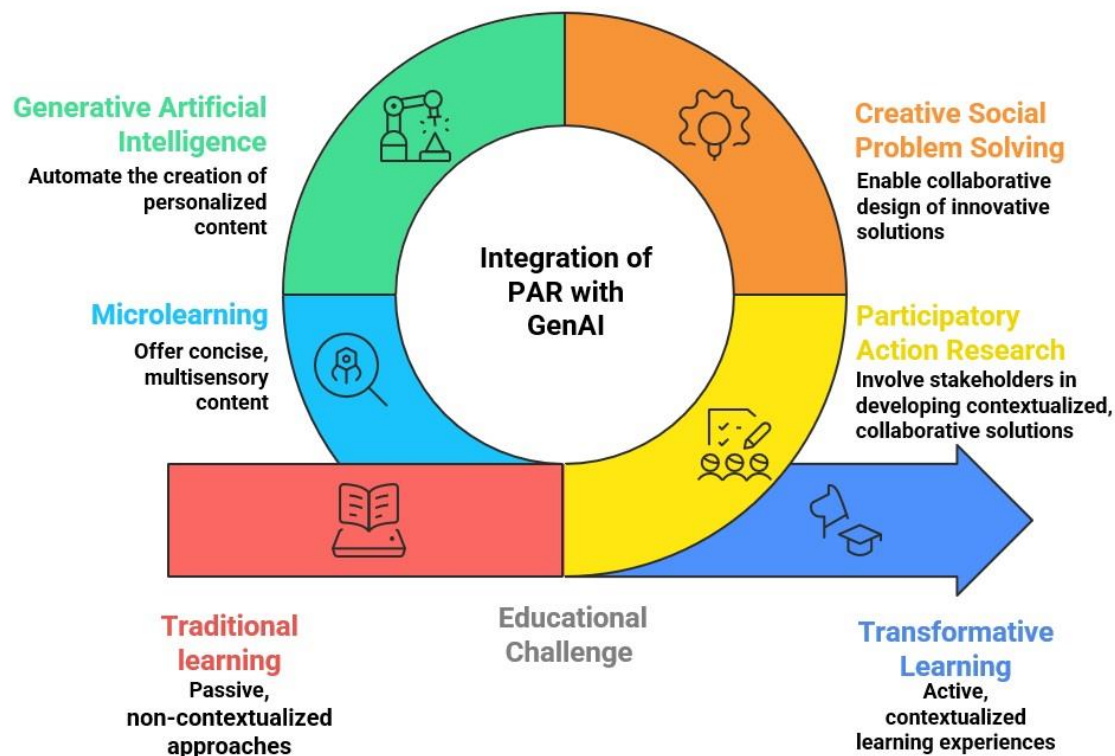 Generative Artificial
Intelligence
Automate the creation of
personalized
content
Creative Social
Problem Solving
Enable collaborative
design of innovative
solutions
Integration of
PAR with
GenAI
Microlearning
Offer concise,
multisensory
content
Participatory
Action Research
Involve stakeholders in
developing contextualized,
collaborative solutions
Traditional
learning
Passive,
non-contextualized
approaches
Educational
Challenge
Transformative
Learning
Active,
contextualized
learning experiences